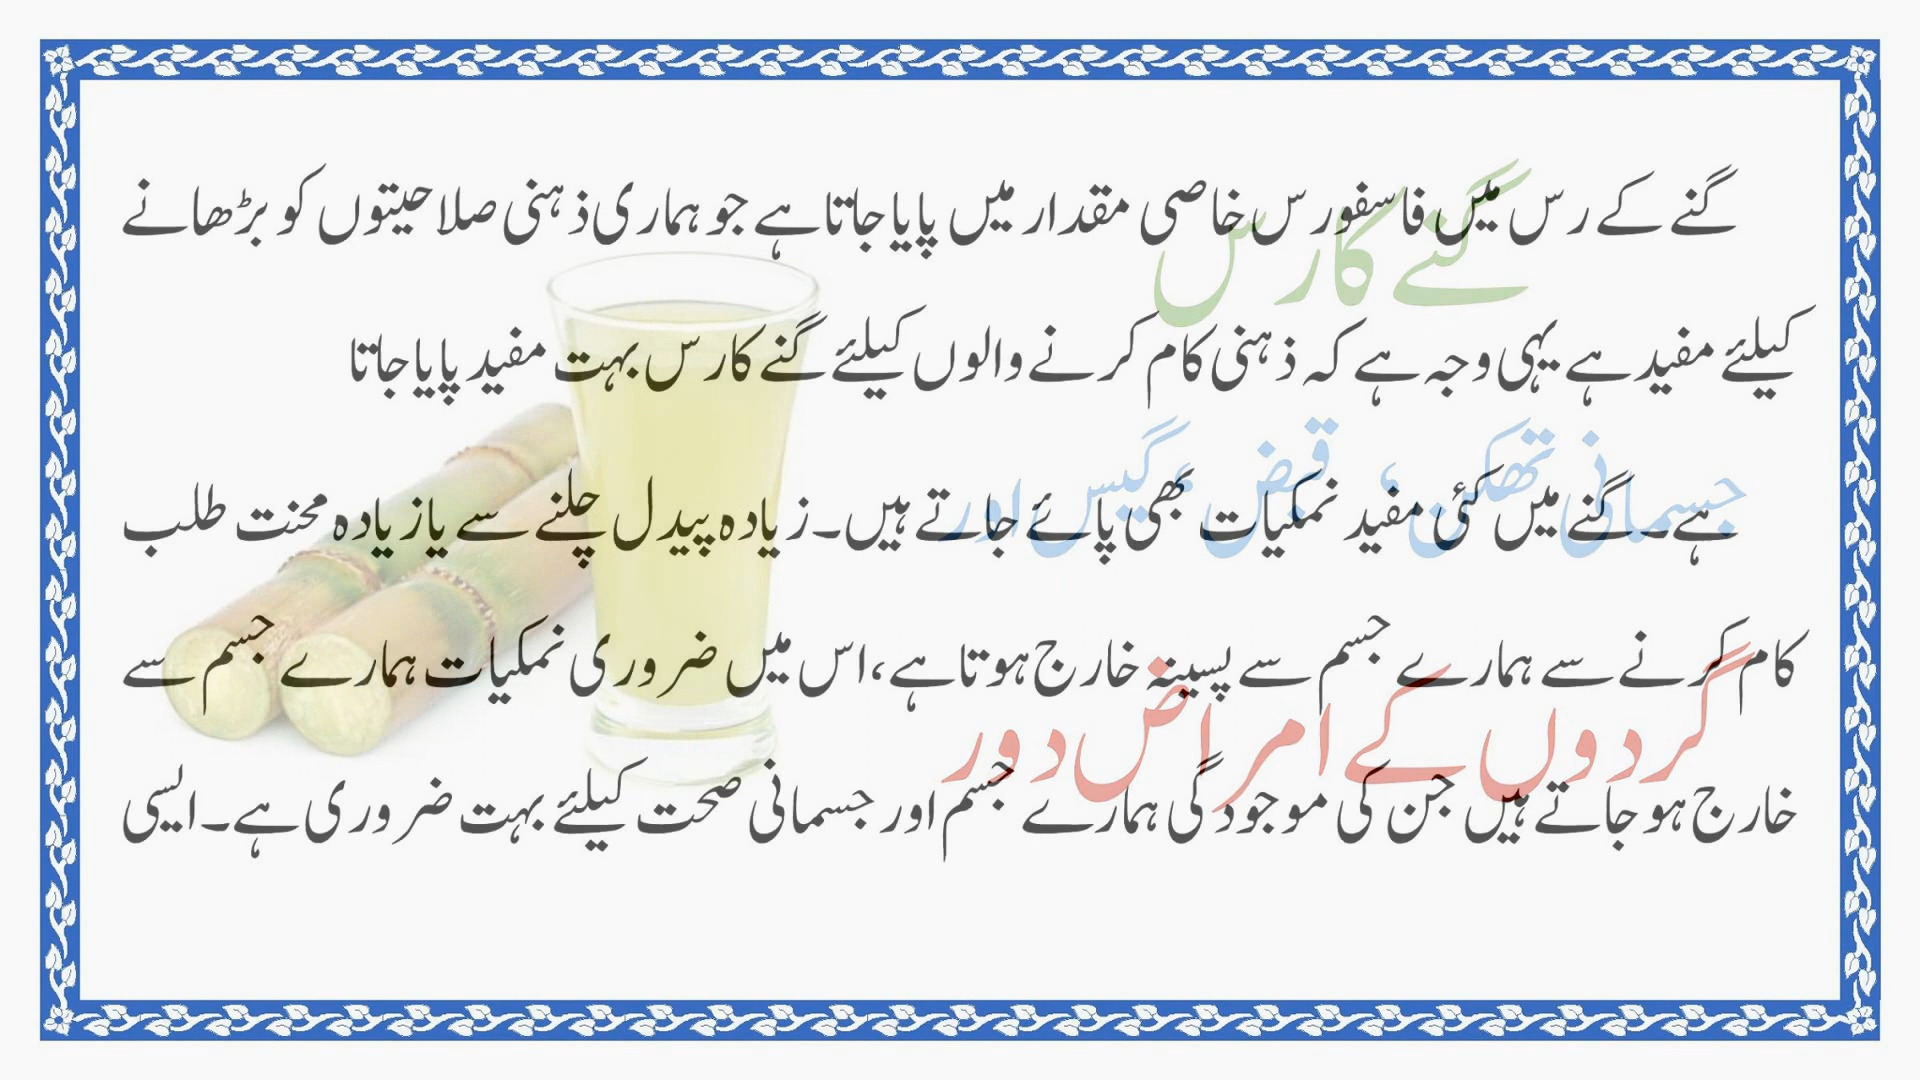 گنے کے رس میں فاسفورس خاصی مقدار میں پایا جاتا ہے جو ہماری ذہنی صلاحیتوں کو بڑھانے
گنے کا رس
کیلئے مفید ہے یہی وجہ ہے کہ ذہنی کام کرنے والوں کیلئے گنے کا رس بہت مفید پایا جاتا
جسمانی تھکن، قبض، گیس اور
ہے۔ گنے میں کئی مفید نمکیات بھی پائے جاتے ہیں۔ زیادہ پیدل چلنے سے یا زیادہ محنت طلب
کام کرنے سے ہمارے جسم سے پسینہ خارج ہوتا ہے، اس میں ضروری نمکیات ہمارے جسم سے
گردوں کے امراض دور
خارج ہو جاتے ہیں جن کی موجودگی ہمارے جسم اور جسمانی صحت کیلئے بہت ضروری ہے۔ ایسی